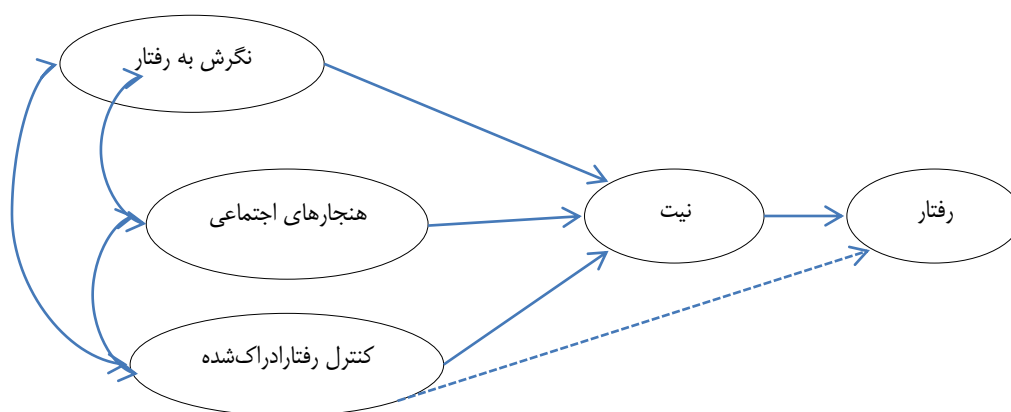 نگرش به رفتار
هنجارهای اجتماعی
نیت
رفتار
کنترل رفتارادراک‌شده